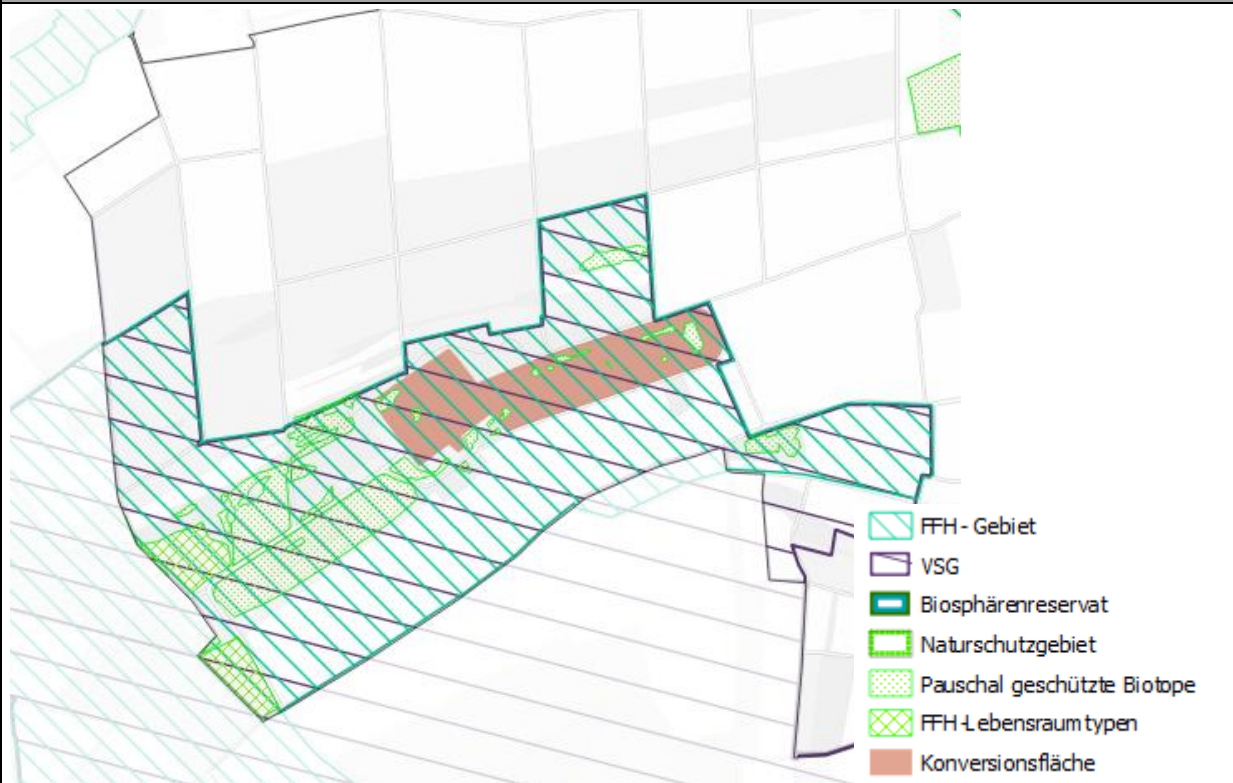 FFH - Gebiet
VSG
Biosphärenreservat
Naturschutzgebiet
Pauschal geschützte Biotope
FFH-Lebensraumtypen
Konversionsfläche